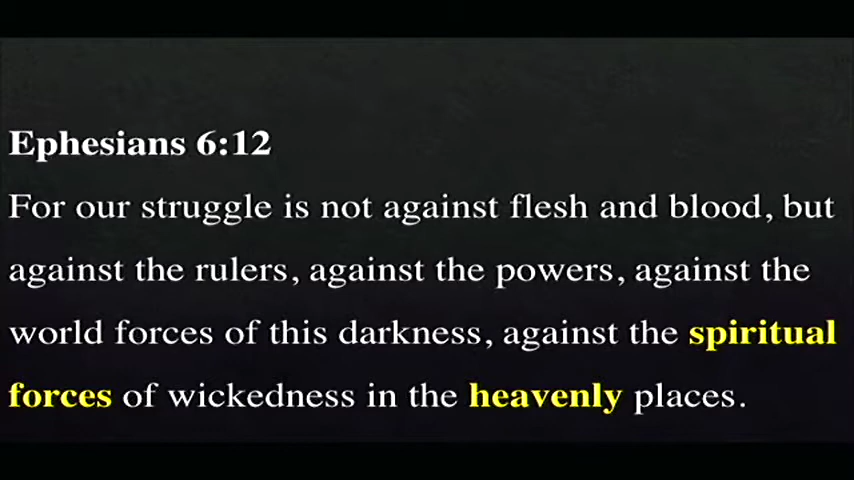 Ephesians 6:12
For our struggle is not against flesh and blood, but
against the rulers, against the powers, against the
world forces of this darkness, against the spiritual
forces of wickedness in the heavenly places.